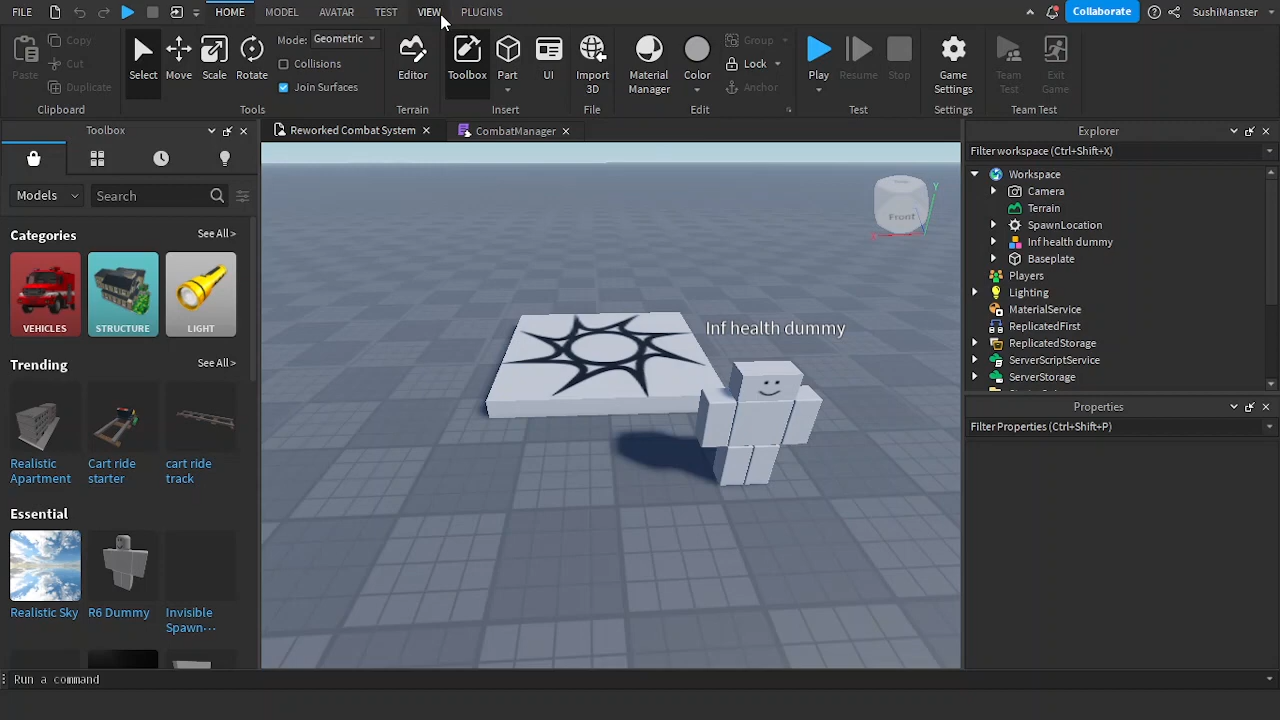 FILE HOME MODEL AVATAR TEST VIEW PLUGINS Collaborate SushiManster
Paste Copy Cut Duplicate Clipboard
Select Move Scale Rotate Mode: Geometric Collisions Join Surfaces Tools
Editor Terrain
Toolbox Part UI Insert
Import 3D File
Material Manager Color Group Lock Anchor Edit
Play Resume Stop Test
Game Settings Settings
Team Test Exit Game Team Test
Toolbox
Reworked Combat System CombatManager
Models Search
Categories See All>
VEHICLES STRUCTURE LIGHT
Trending See All>
Realistic Apartment
Cart ride starter
cart ride track
Essential See All>
Realistic Sky
R6 Dummy
Invisible Spawn···
Inf health dummy
Front
Y
Explorer
Filter workspace (Ctrl+Shift+X)
Workspace
Camera
Terrain
SpawnLocation
Inf health dummy
Baseplate
Players
Lighting
MaterialService
ReplicatedFirst
ReplicatedStorage
ServerScriptService
ServerStorage
Properties
Filter Properties (Ctrl+Shift+P)
Run a command